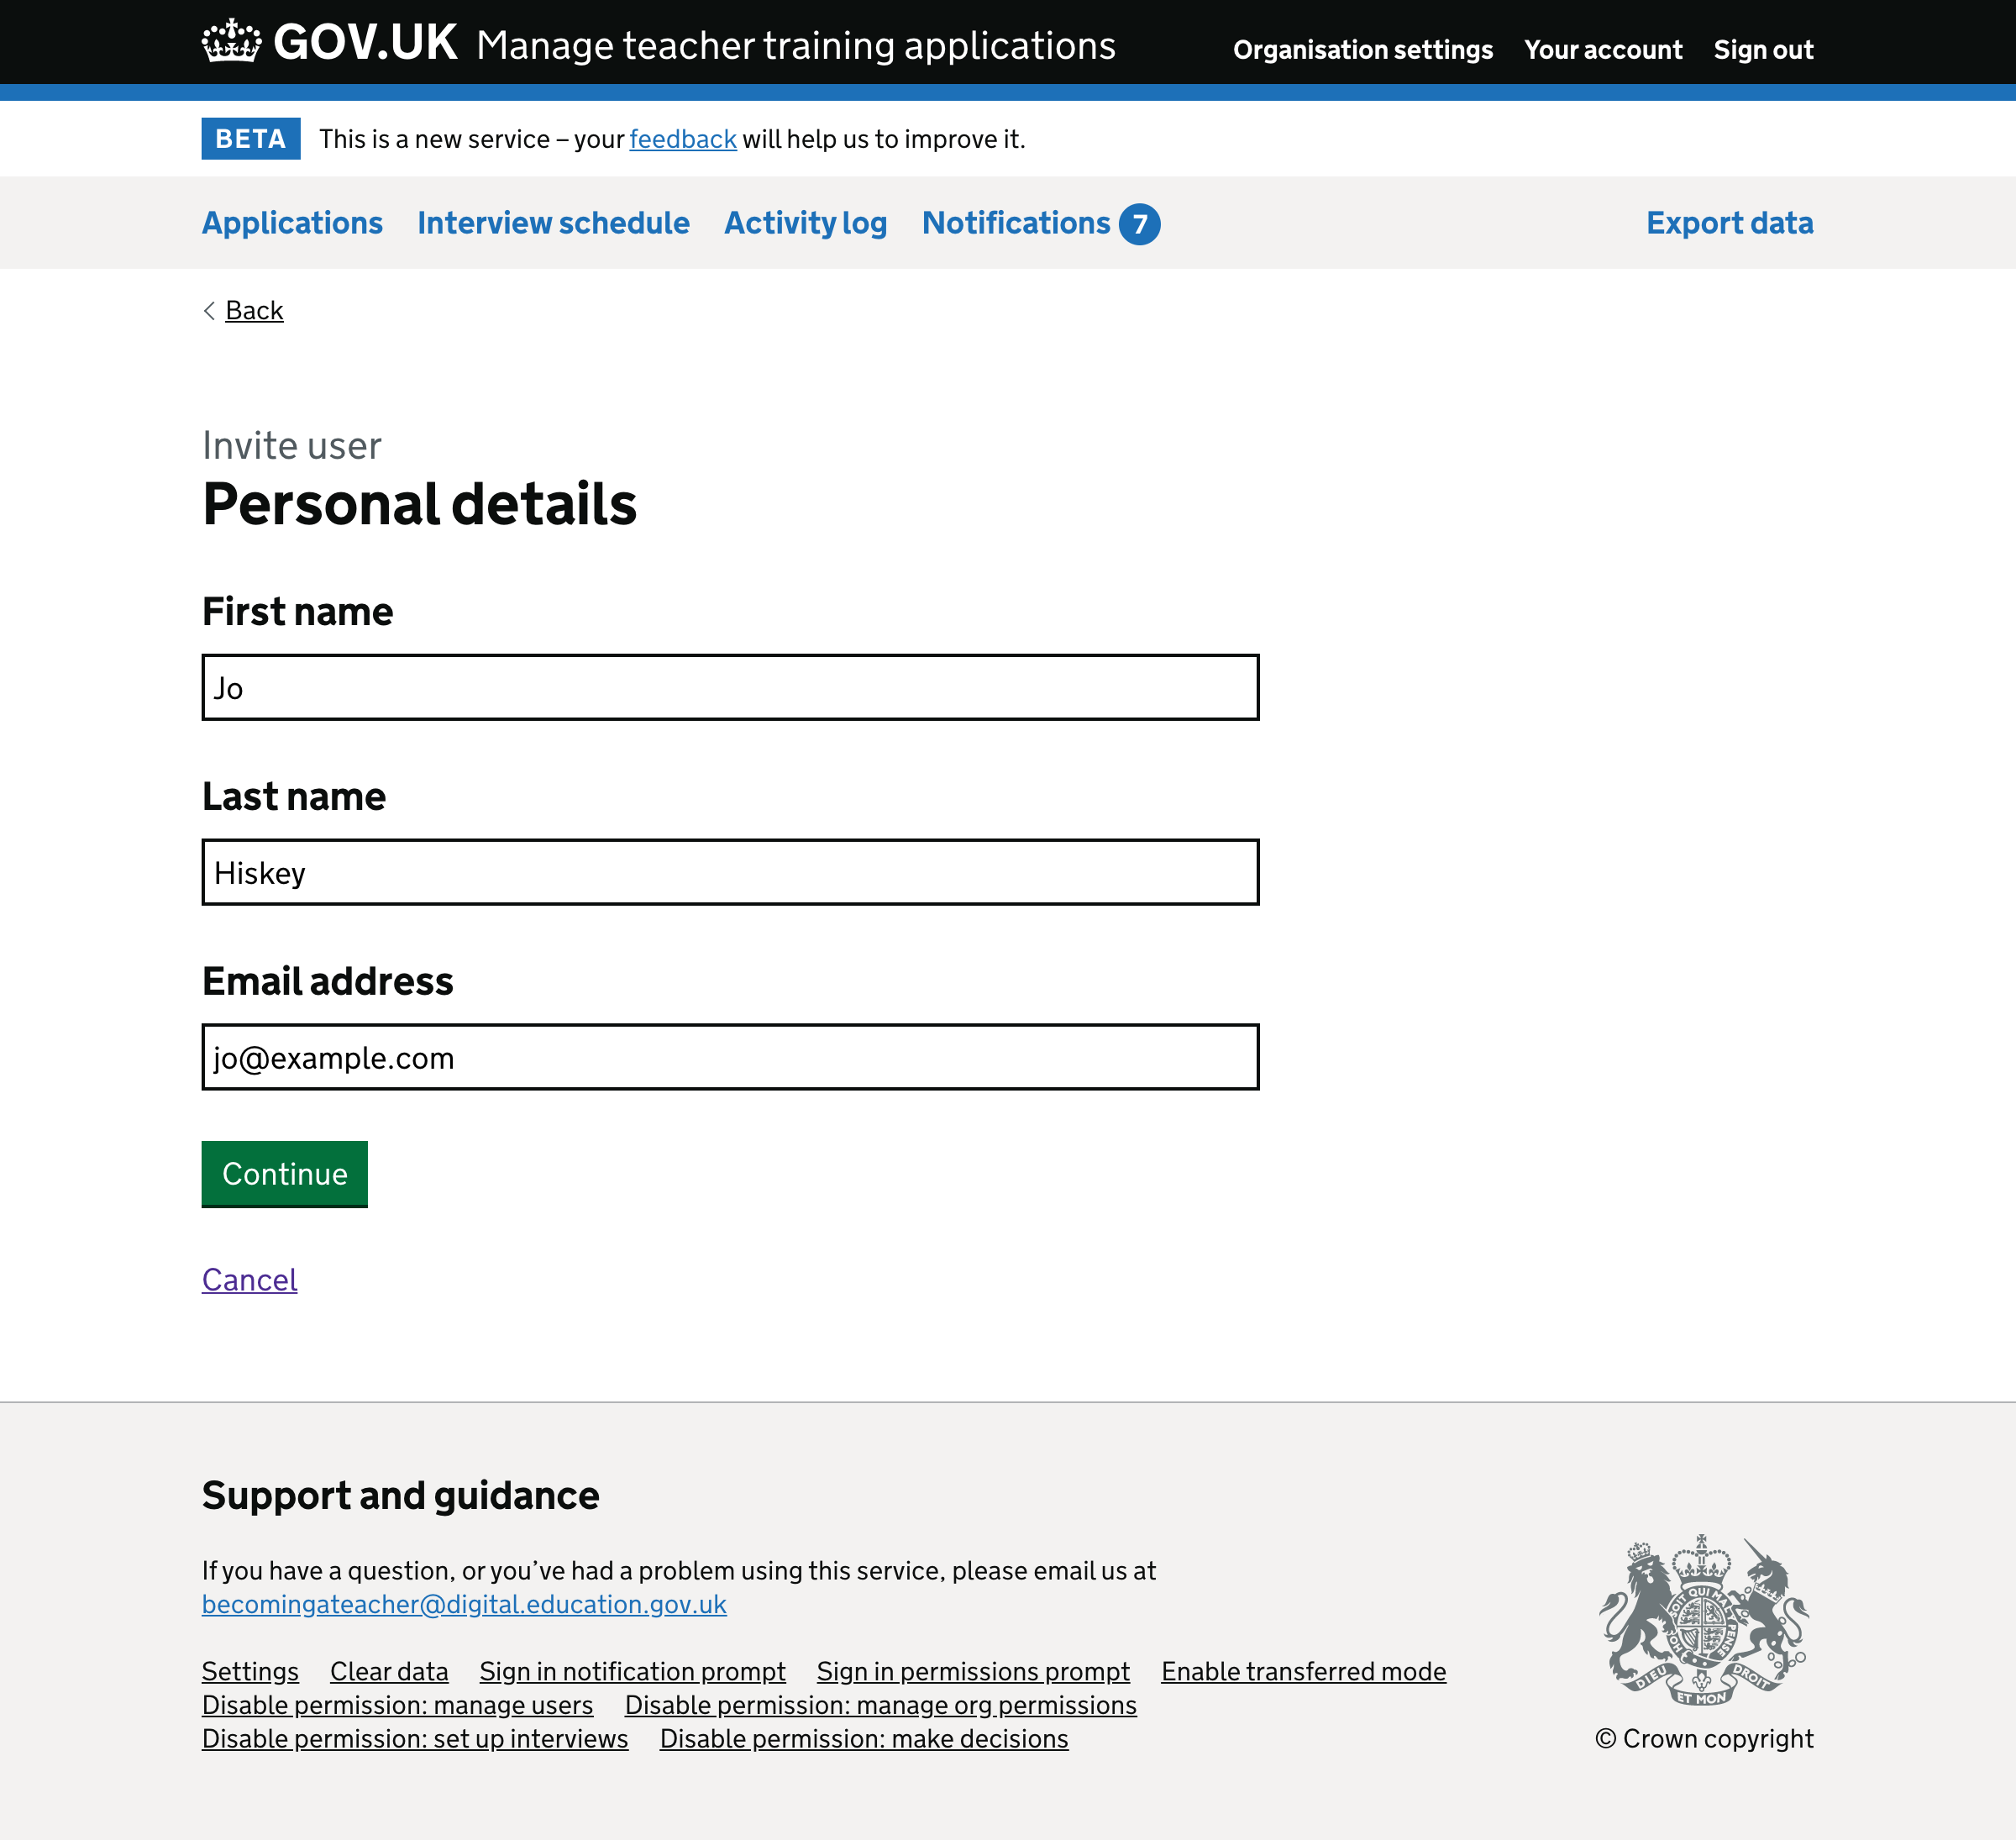 GOV.UK Manage teacher training applications Organisation settings Your account Sign out
BETA This is a new service – your feedback will help us to improve it.
Applications Interview schedule Activity log Notifications 7 Export data
Back
Invite user
Personal details
First name
Jo
Last name
Hiskey
Email address
jo@example.com
Continue
Cancel
Support and guidance
If you have a question, or you’ve had a problem using this service, please email us at
becomingateacher@digital.education.gov.uk
Settings Clear data Sign in notification prompt Sign in permissions prompt Enable transferred mode
Disable permission: manage users Disable permission: manage org permissions
Disable permission: set up interviews Disable permission: make decisions
SOIT QUI MAL Y PENSE
DIEU ET MON DROIT
© Crown copyright